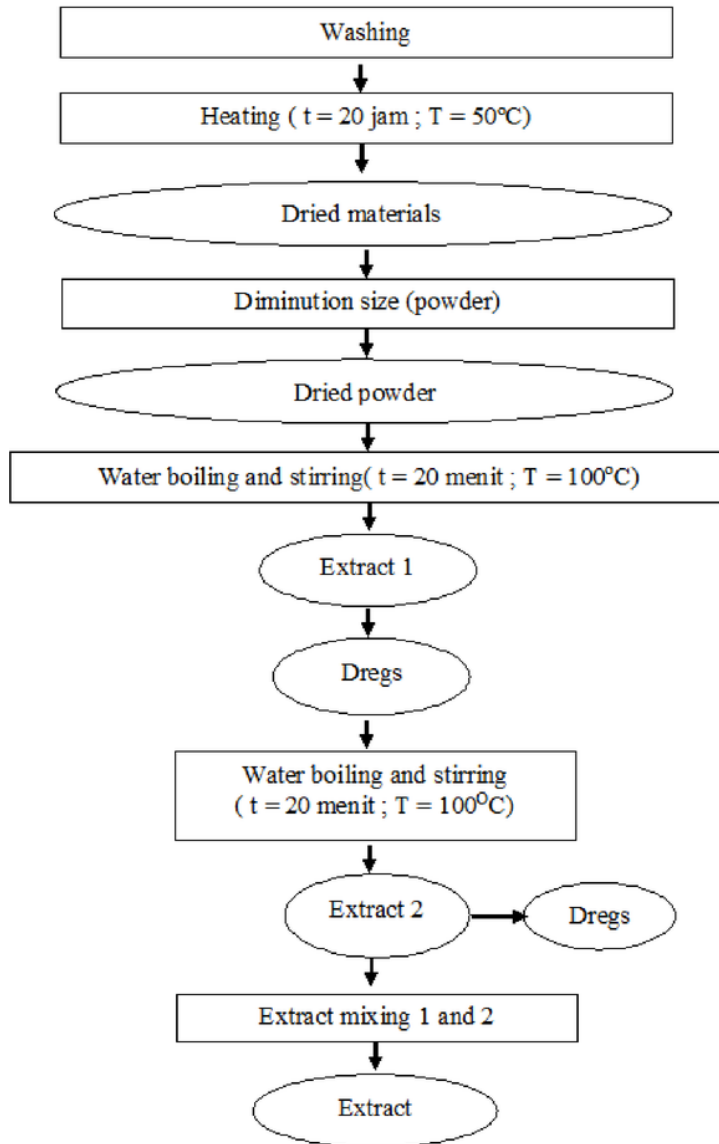 Washing
Heating ( t = 20 jam ; T = 50°C)
Dried materials
Diminution size (powder)
Dried powder
Water boiling and stirring( t = 20 menit ; T = 100°C)
Extract 1
Dregs
Water boiling and stirring
( t = 20 menit ; T = 100°C)
Extract 2
Dregs
Extract mixing 1 and 2
Extract